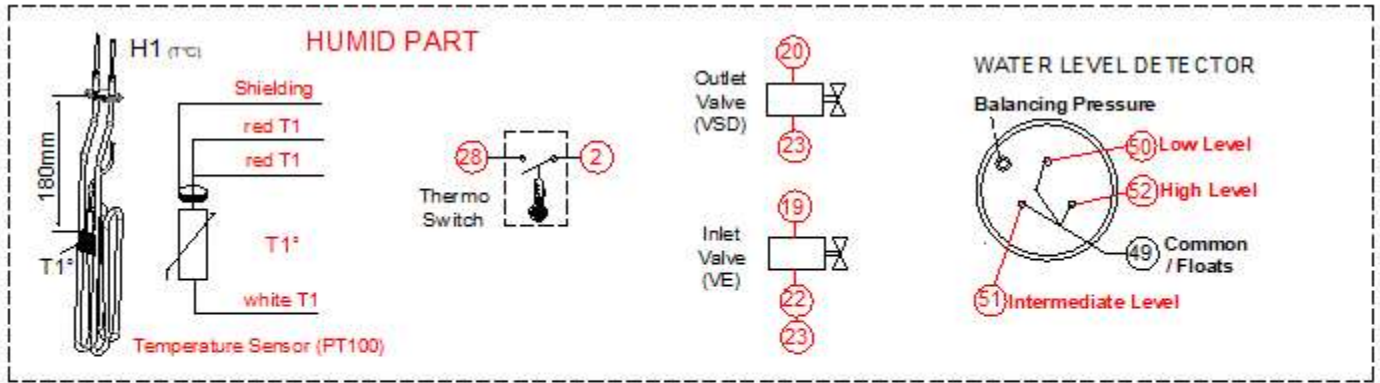 HUMID PART
H1 (T°C)
180mm
T1°
Shielding
red T1
red T1
T1°
white T1
Temperature Sensor (PT100)
28
2
Thermo
Switch
20
Outlet
Valve
(VSD)
23
19
Inlet
Valve
(VE)
22
23
WATER LEVEL DETECTOR
Balancing Pressure
50 Low Level
52 High Level
49 Common
/ Floats
51 Intermediate Level